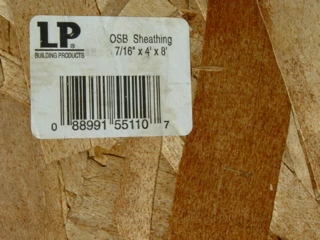 LP®
BUILDING PRODUCTS
OSB Sheathing
7/16" x 4' x 8'
0 88991 55110 7